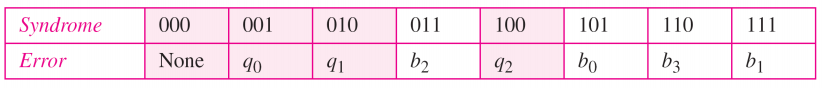 Syndrome 000 001 010 011 100 101 110 111
Error None q₀ q₁ b₂ q₂ b₀ b₃ b₁